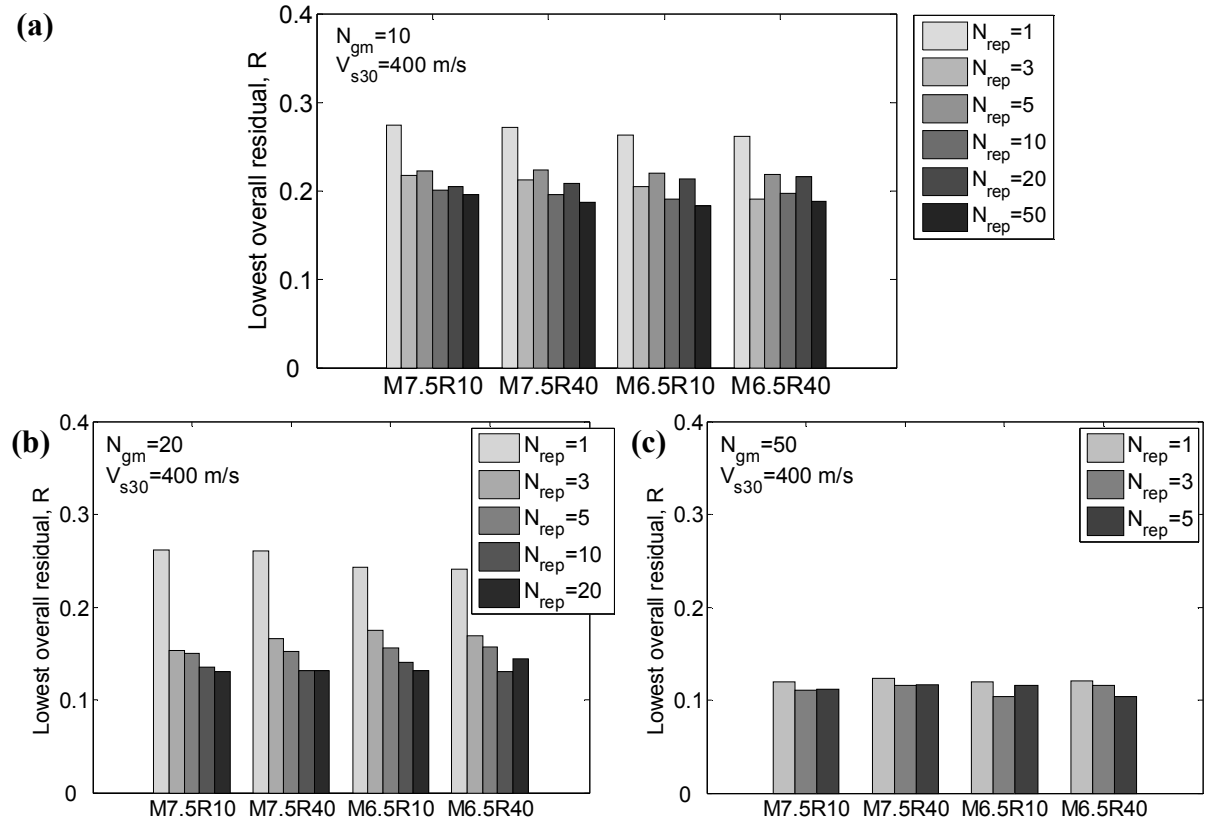 (a)
N_gm=10
V_s30=400 m/s
Lowest overall residual, R
0.4
0.3
0.2
0.1
0
M7.5R10 M7.5R40 M6.5R10 M6.5R40
N_rep=1
N_rep=3
N_rep=5
N_rep=10
N_rep=20
N_rep=50
(b)
N_gm=20
V_s30=400 m/s
Lowest overall residual, R
0.4
0.3
0.2
0.1
0
M7.5R10 M7.5R40 M6.5R10 M6.5R40
N_rep=1
N_rep=3
N_rep=5
N_rep=10
N_rep=20
(c)
N_gm=50
V_s30=400 m/s
Lowest overall residual, R
0.4
0.3
0.2
0.1
0
M7.5R10 M7.5R40 M6.5R10 M6.5R40
N_rep=1
N_rep=3
N_rep=5